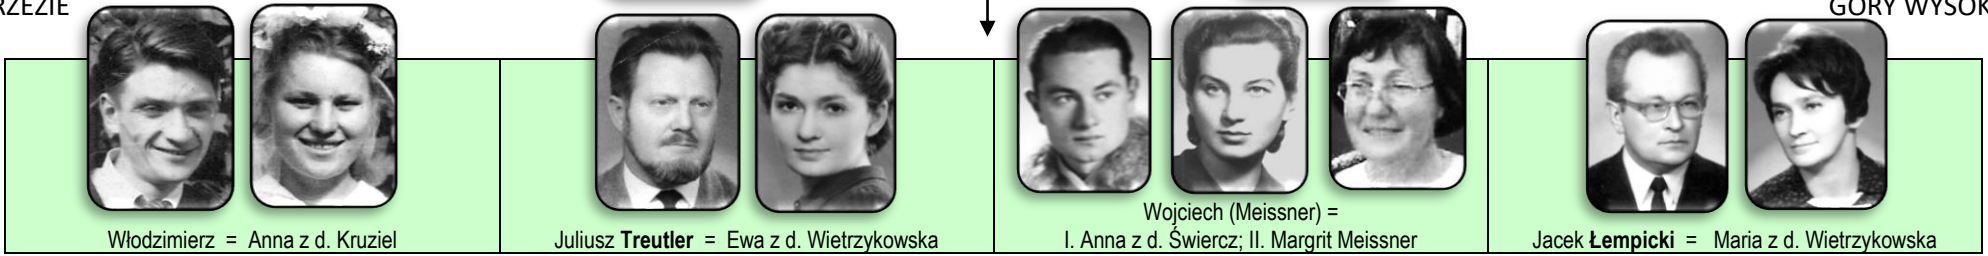 RZEZIE
GÓRY WYSOK
Włodzimierz = Anna z d. Kruziel
Juliusz Treutler = Ewa z d. Wietrzykowska
Wojciech (Meissner) =
I. Anna z d. Świercz; II. Margrit Meissner
Jacek Łempicki = Maria z d. Wietrzykowska